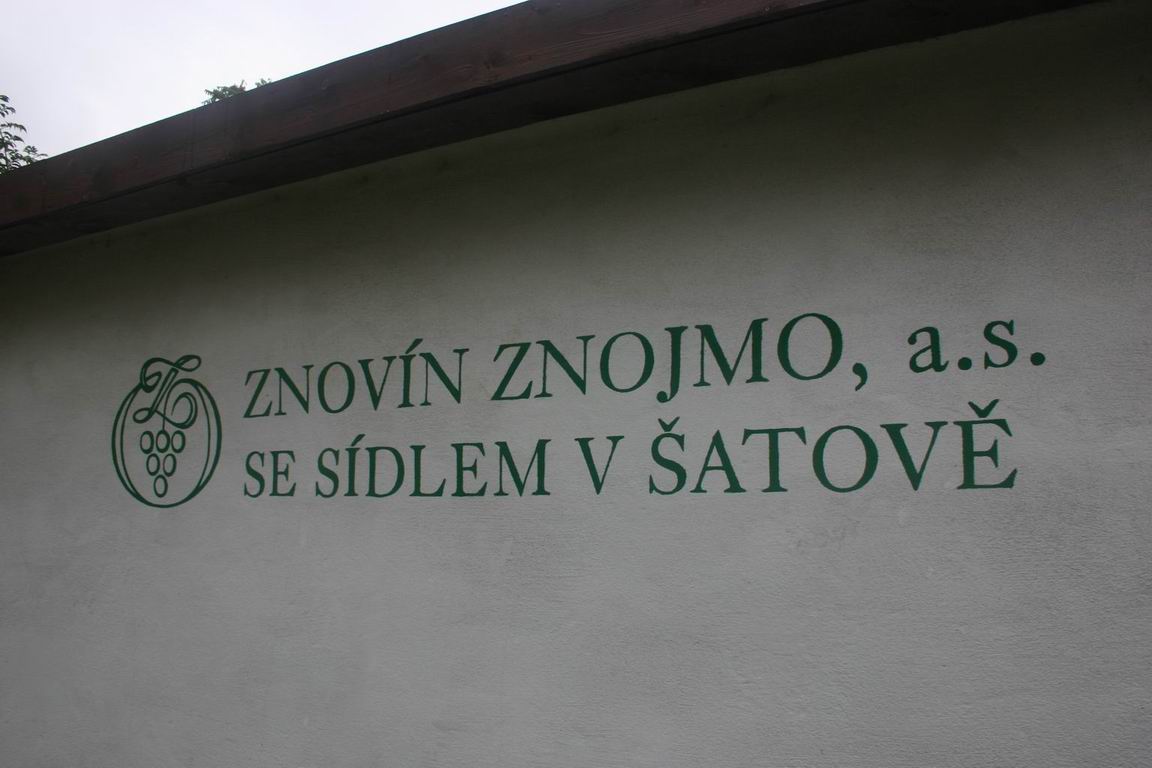 ZNOVÍN ZNOJMO, a.s.
SE SÍDLEM V ŠATOVĚ